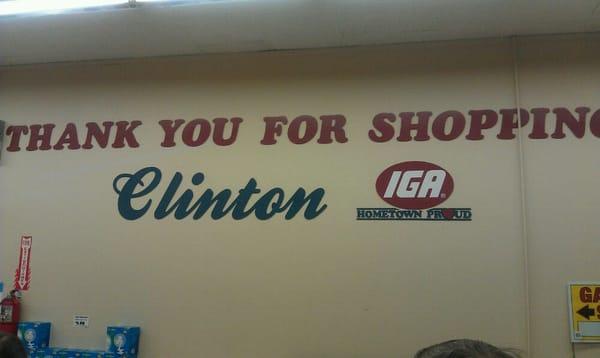 THANK YOU FOR SHOPPING
Clinton
IGA
HOMETOWN PROUD